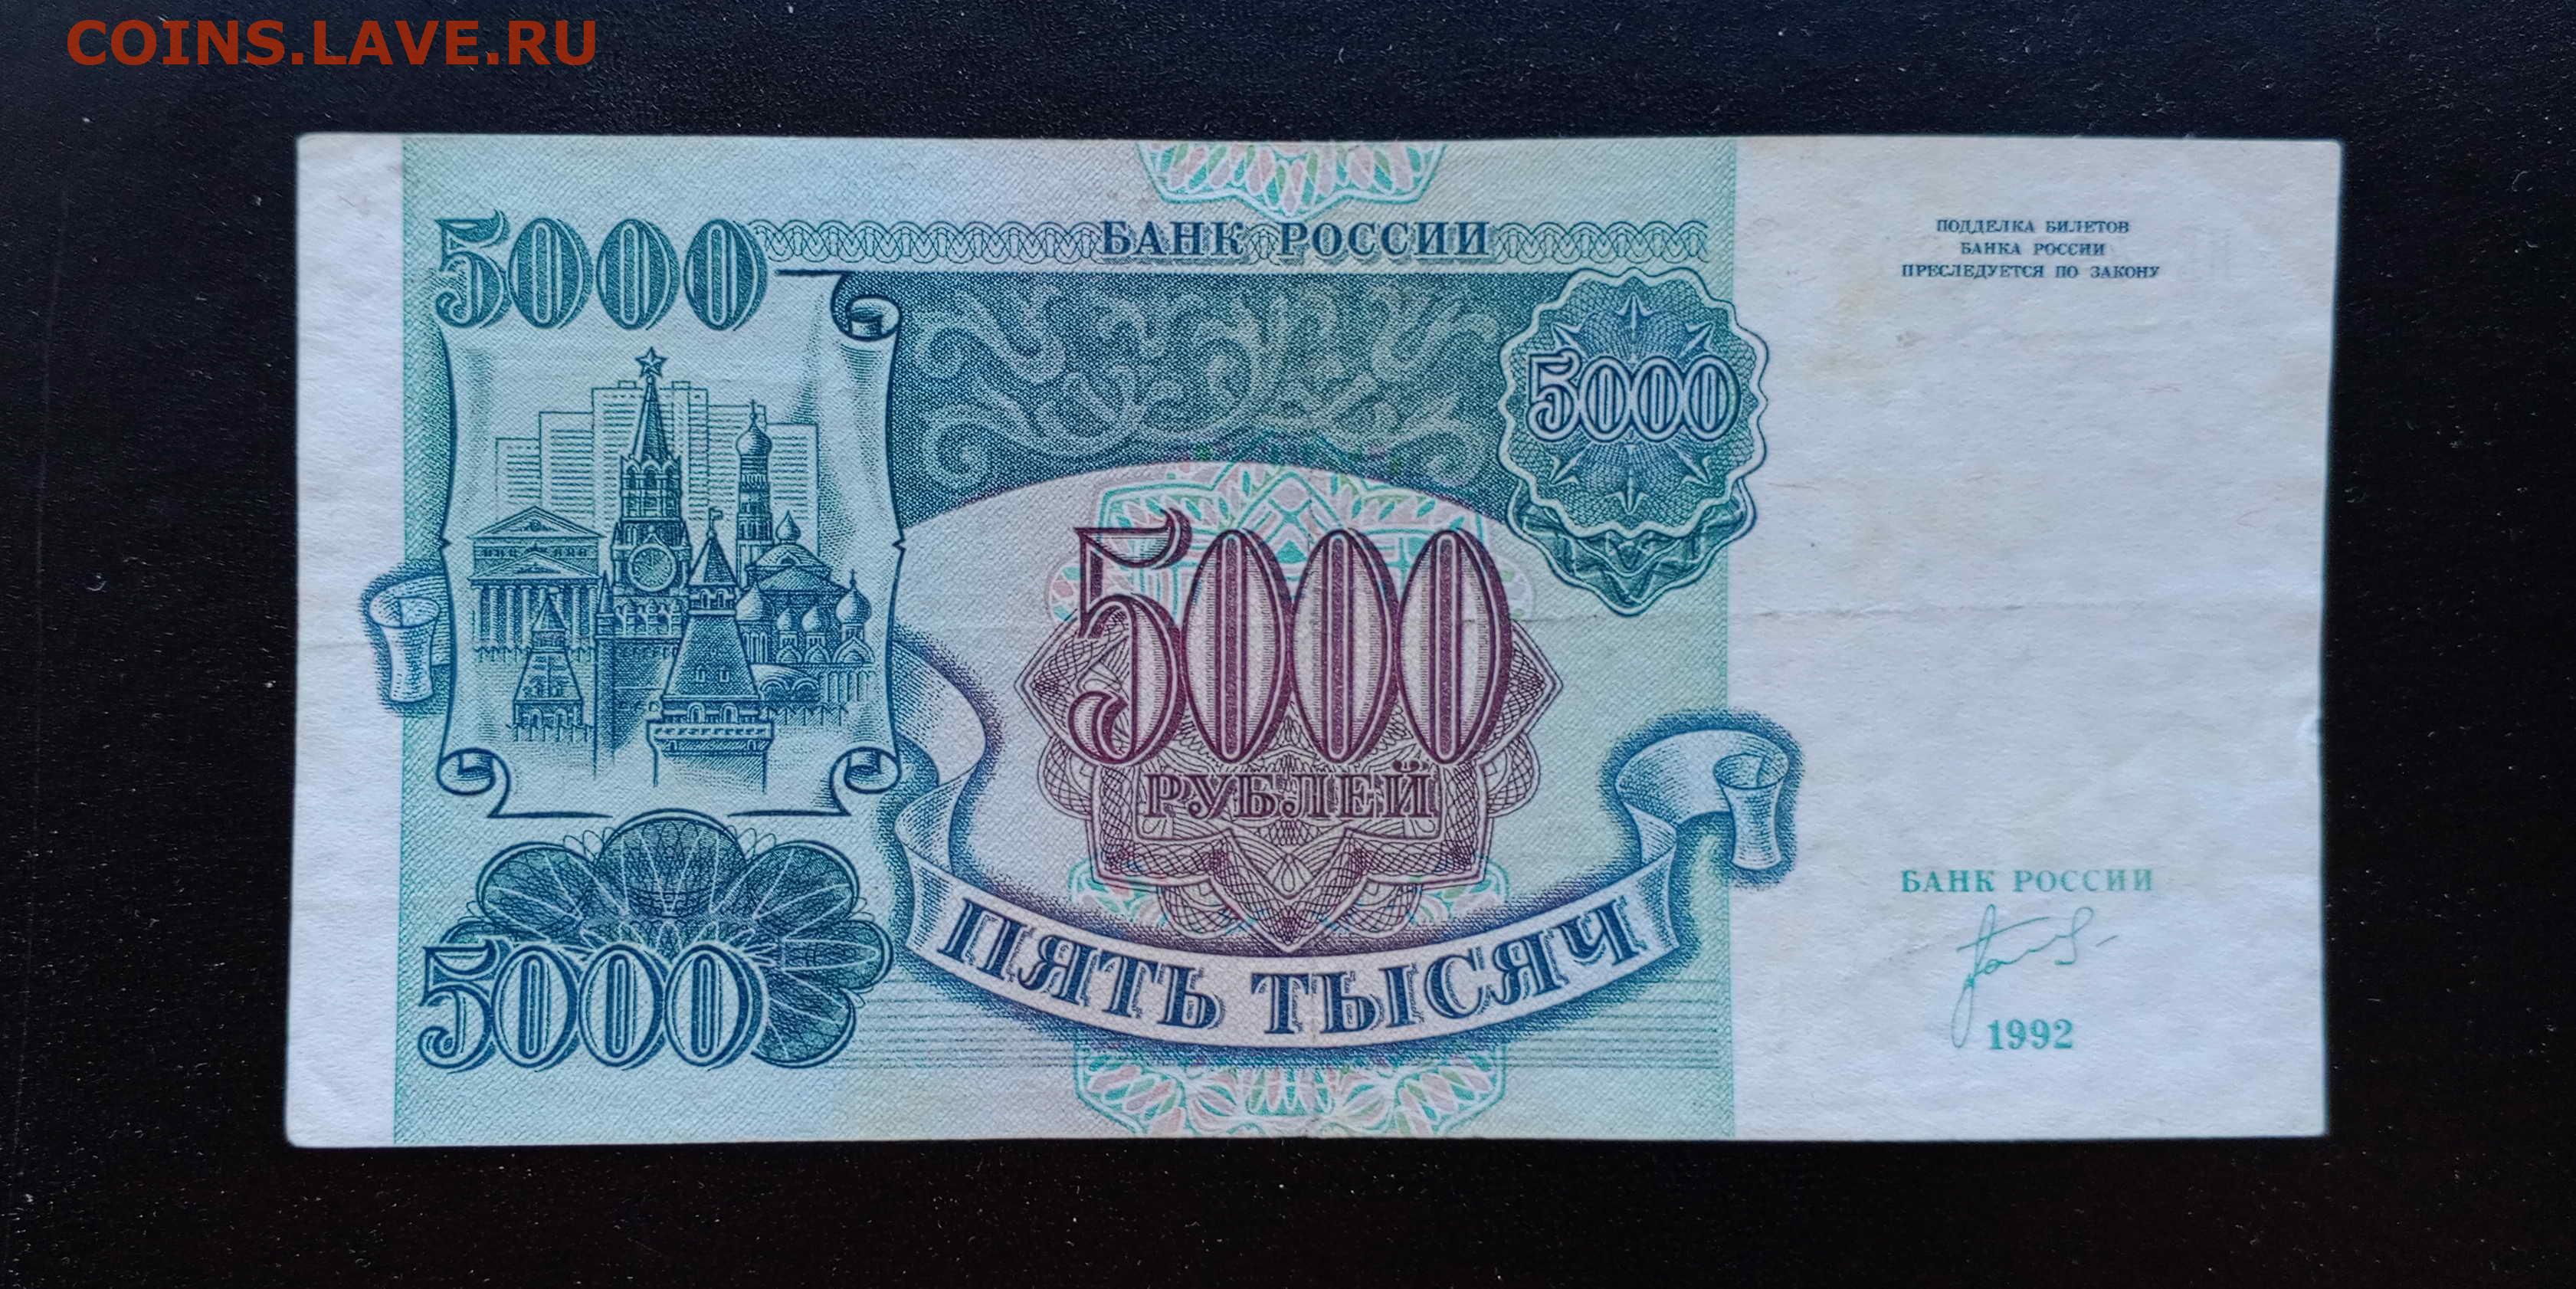 COINS.LAVE.RU
5000
БАНК РОССИИ
ПОДДЕЛКА БИЛЕТОВ
БАНКА РОССИИ
ПРЕСЛЕДУЕТСЯ ПО ЗАКОНУ
5000
5000
РУБЛЕЙ
ПЯТЬ ТЫСЯЧ
5000
БАНК РОССИИ
1992